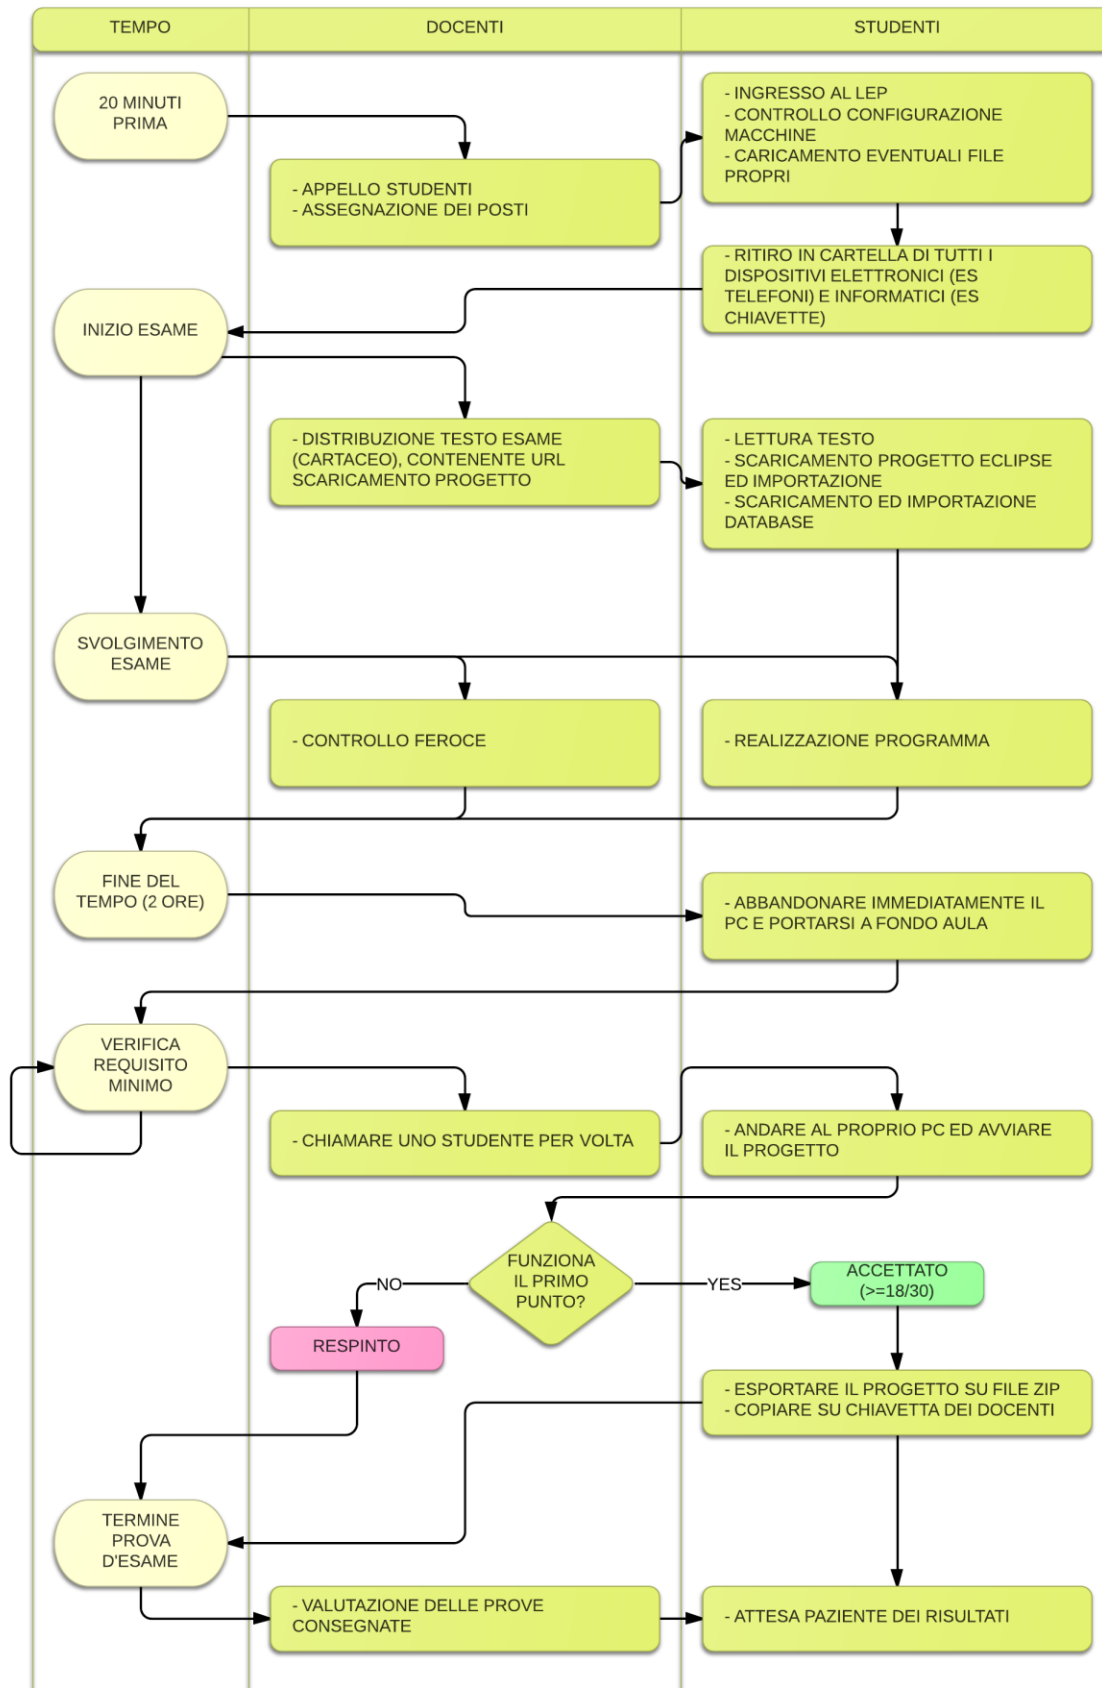 TEMPO
DOCENTI
STUDENTI
20 MINUTI
PRIMA
- INGRESSO AL LEP
- CONTROLLO CONFIGURAZIONE
MACCHINE
- CARICAMENTO EVENTUALI FILE
PROPRI
- APPELLO STUDENTI
- ASSEGNAZIONE DEI POSTI
- RITIRO IN CARTELLA DI TUTTI I
DISPOSITIVI ELETTRONICI (ES
TELEFONI) E INFORMATICI (ES
CHIAVETTE)
INIZIO ESAME
- DISTRIBUZIONE TESTO ESAME
(CARTACEO), CONTENENTE URL
SCARICAMENTO PROGETTO
- LETTURA TESTO
- SCARICAMENTO PROGETTO ECLIPSE
ED IMPORTAZIONE
- SCARICAMENTO ED IMPORTAZIONE
DATABASE
SVOLGIMENTO
ESAME
- CONTROLLO FEROCE
- REALIZZAZIONE PROGRAMMA
FINE DEL
TEMPO (2 ORE)
- ABBANDONARE IMMEDIATAMENTE IL
PC E PORTARSI A FONDO AULA
VERIFICA
REQUISITO
MINIMO
- CHIAMARE UNO STUDENTE PER VOLTA
- ANDARE AL PROPRIO PC ED AVVIARE
IL PROGETTO
FUNZIONA
IL PRIMO
PUNTO?
NO
YES
ACCETTATO
(>=18/30)
RESPINTO
- ESPORTARE IL PROGETTO SU FILE ZIP
- COPIARE SU CHIAVETTA DEI DOCENTI
TERMINE
PROVA
D'ESAME
- VALUTAZIONE DELLE PROVE
CONSEGNATE
- ATTESA PAZIENTE DEI RISULTATI